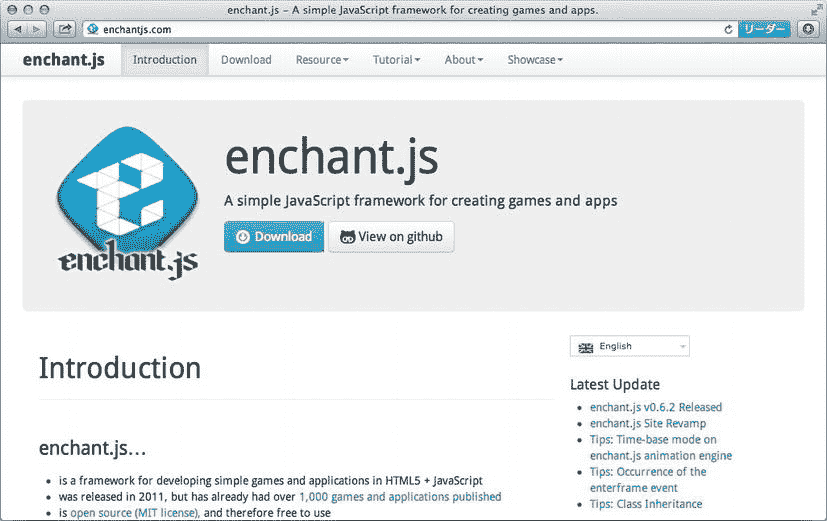 enchant.js – A simple JavaScript framework for creating games and apps.
enchantjs.com
リーダー
enchant.js
Introduction
Download
Resource
Tutorial
About
Showcase
enchant.js
enchant.js
A simple JavaScript framework for creating games and apps
Download
View on github
Introduction
enchant.js...
is a framework for developing simple games and applications in HTML5 + JavaScript
was released in 2011, but has already had over 1,000 games and applications published
is open source (MIT license), and therefore free to use
English
Latest Update
enchant.js v0.6.2 Released
enchant.js Site Revamp
Tips: Time-base mode on
enchant.js animation engine
Tips: Occurrence of the
enterframe event
Tips: Class Inheritance